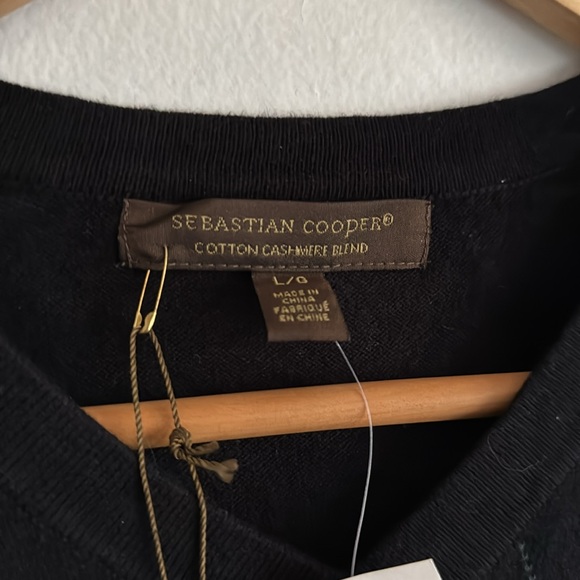 SEBASTIAN COOPER®
COTTON CASHMERE BLEND
L/G
MADE IN
CHINA
FABRIQUÉ
EN CHINE